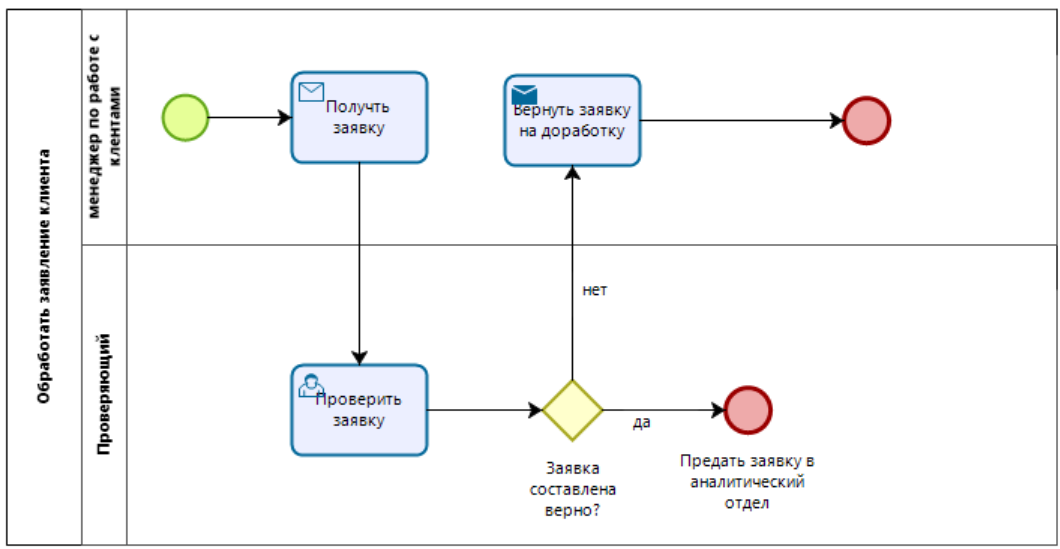 Обработать заявление клиента
менеджер по работе с
клентами
Получть
заявку
Вернуть заявку
на доработку
нет
Проверяющий
Проверить
заявку
да
Заявка
составлена
верно?
Предать заявку в
аналитический
отдел